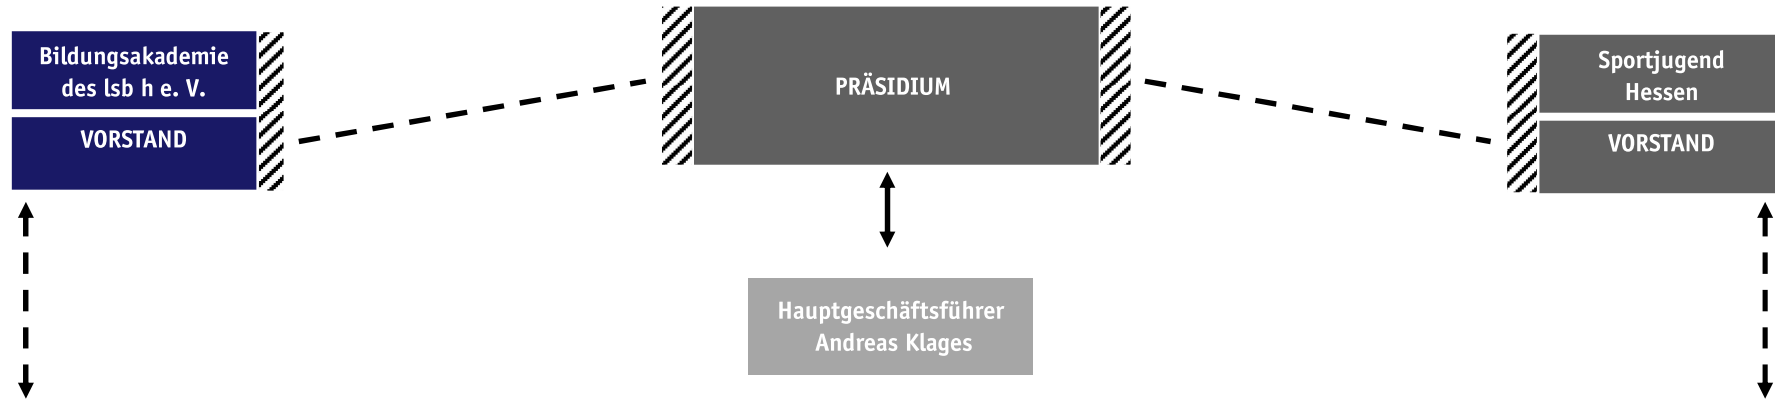 Bildungsakademie
des lsb h e. V.
VORSTAND
PRÄSIDIUM
Sportjugend
Hessen
VORSTAND
Hauptgeschäftsführer
Andreas Klages